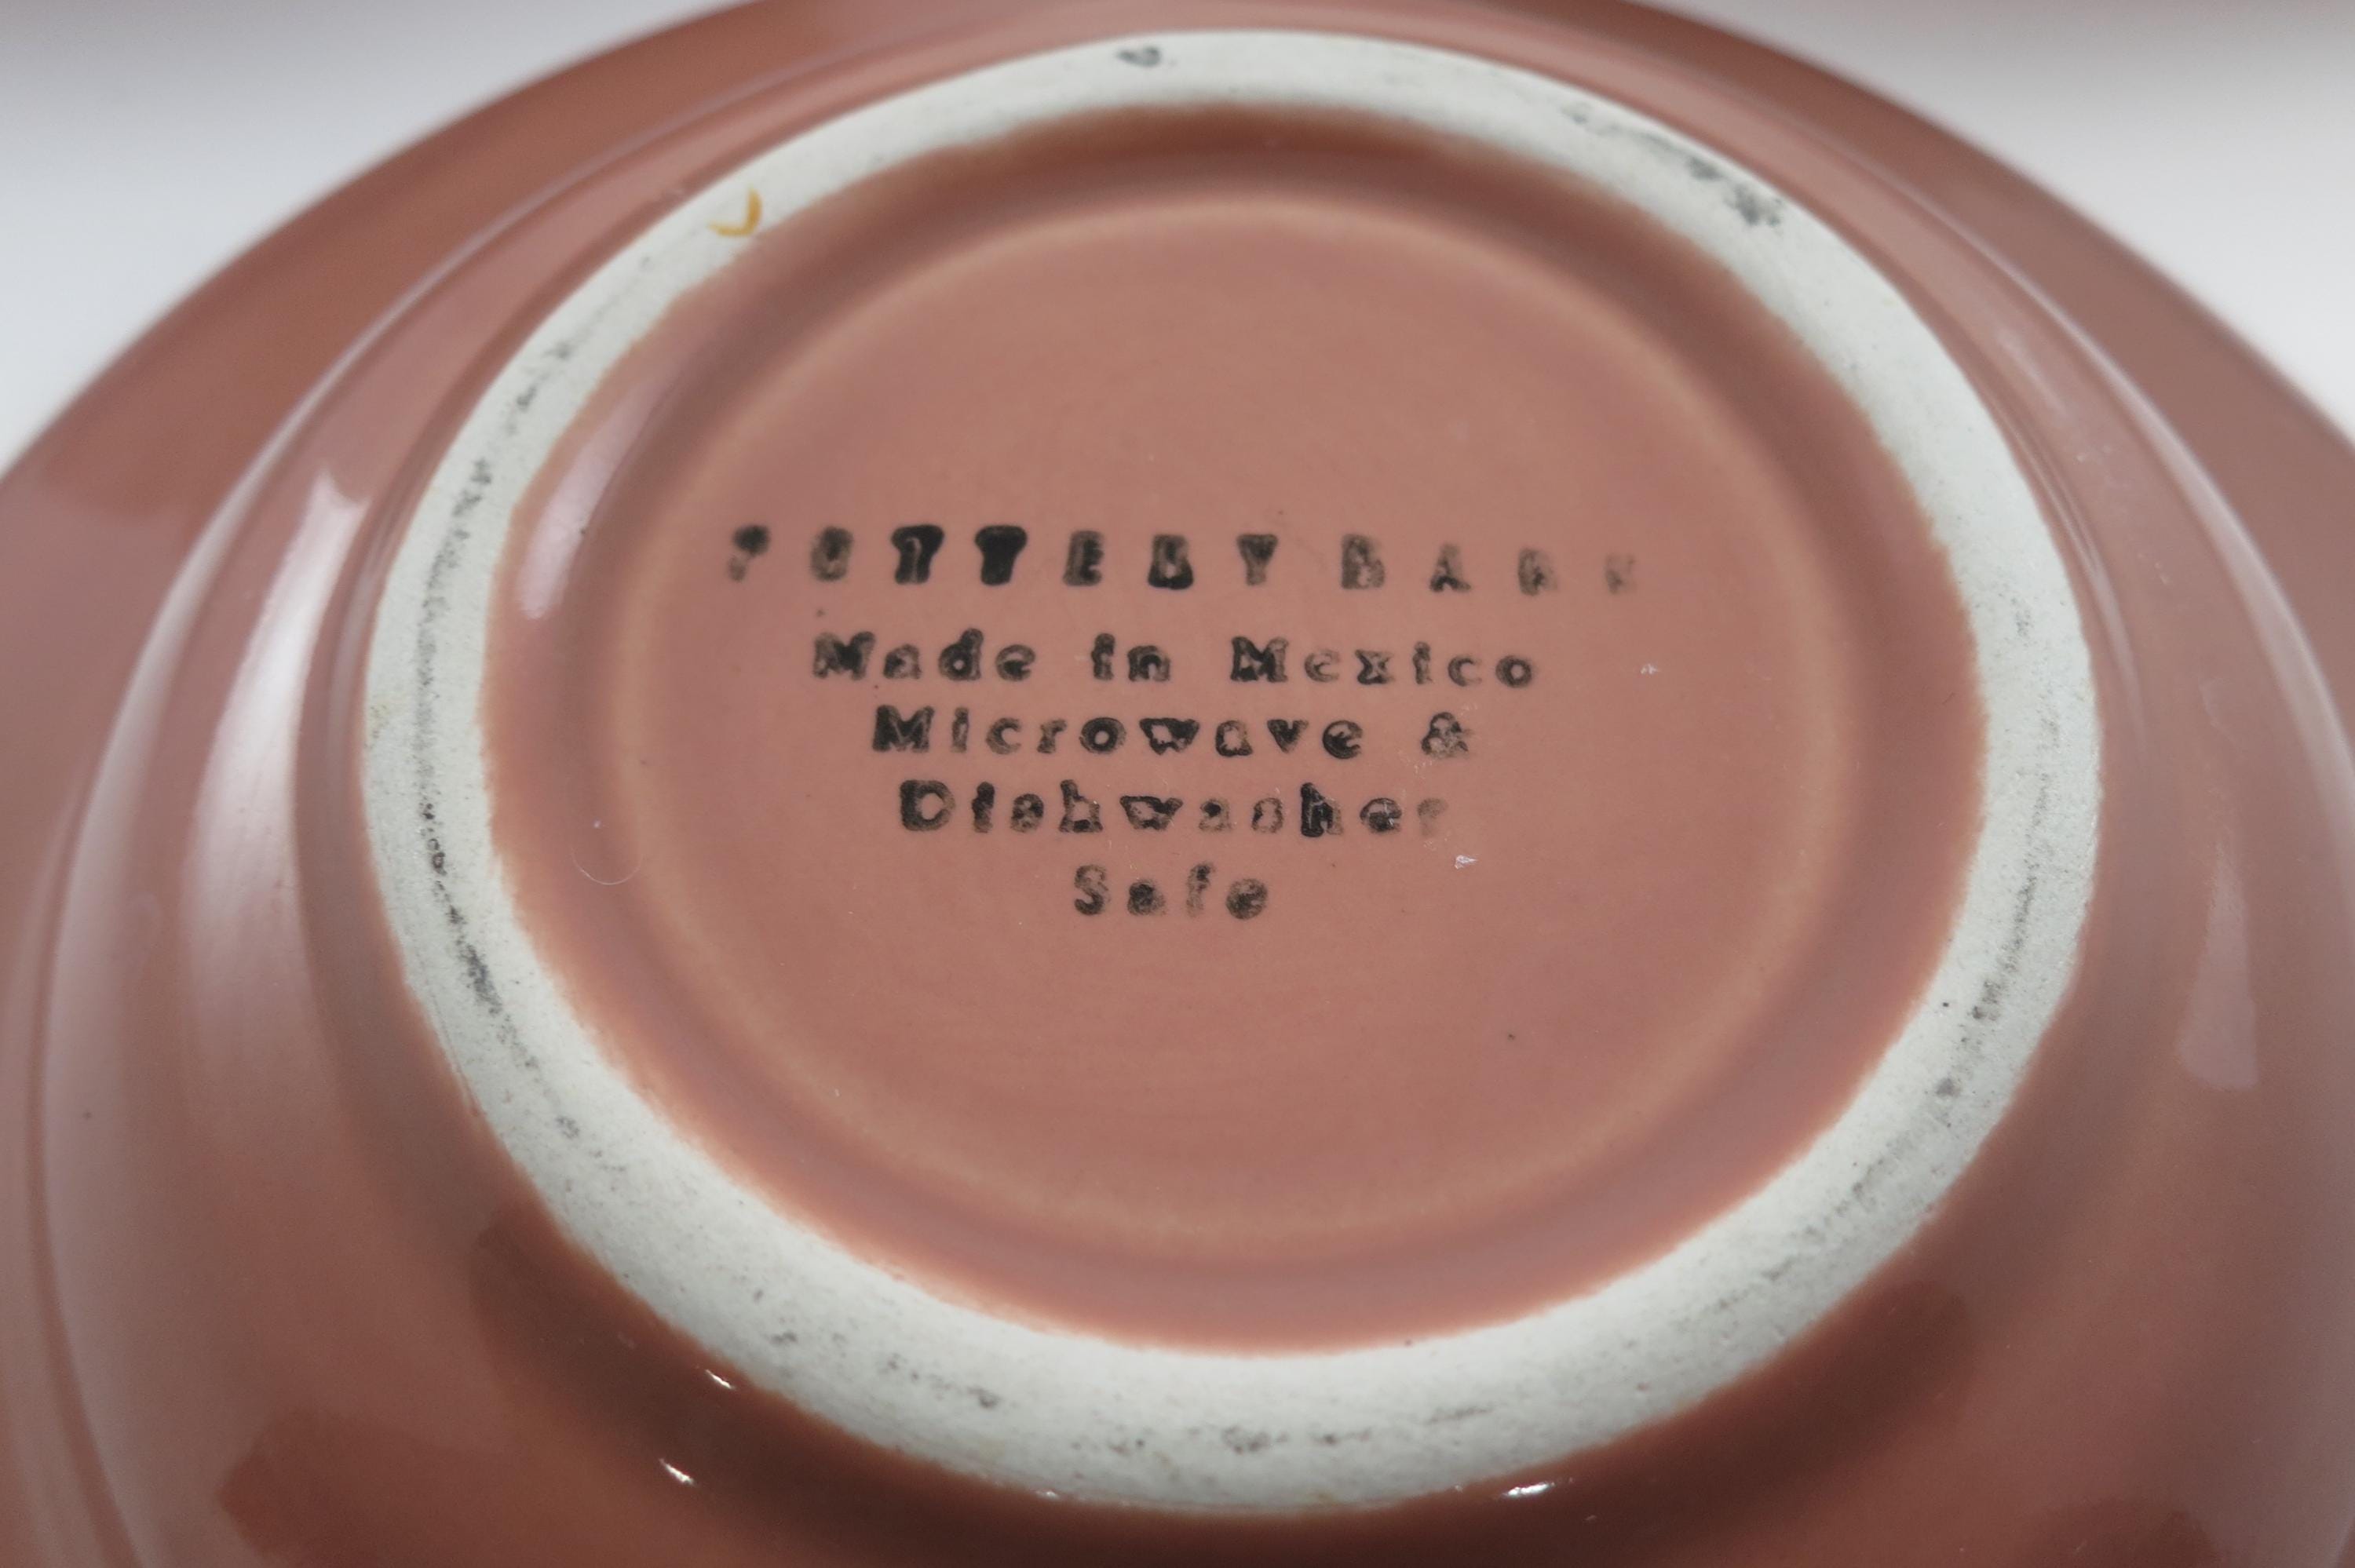 POTTERY BARN
Made in Mexico
Microwave &
Dishwasher
Safe